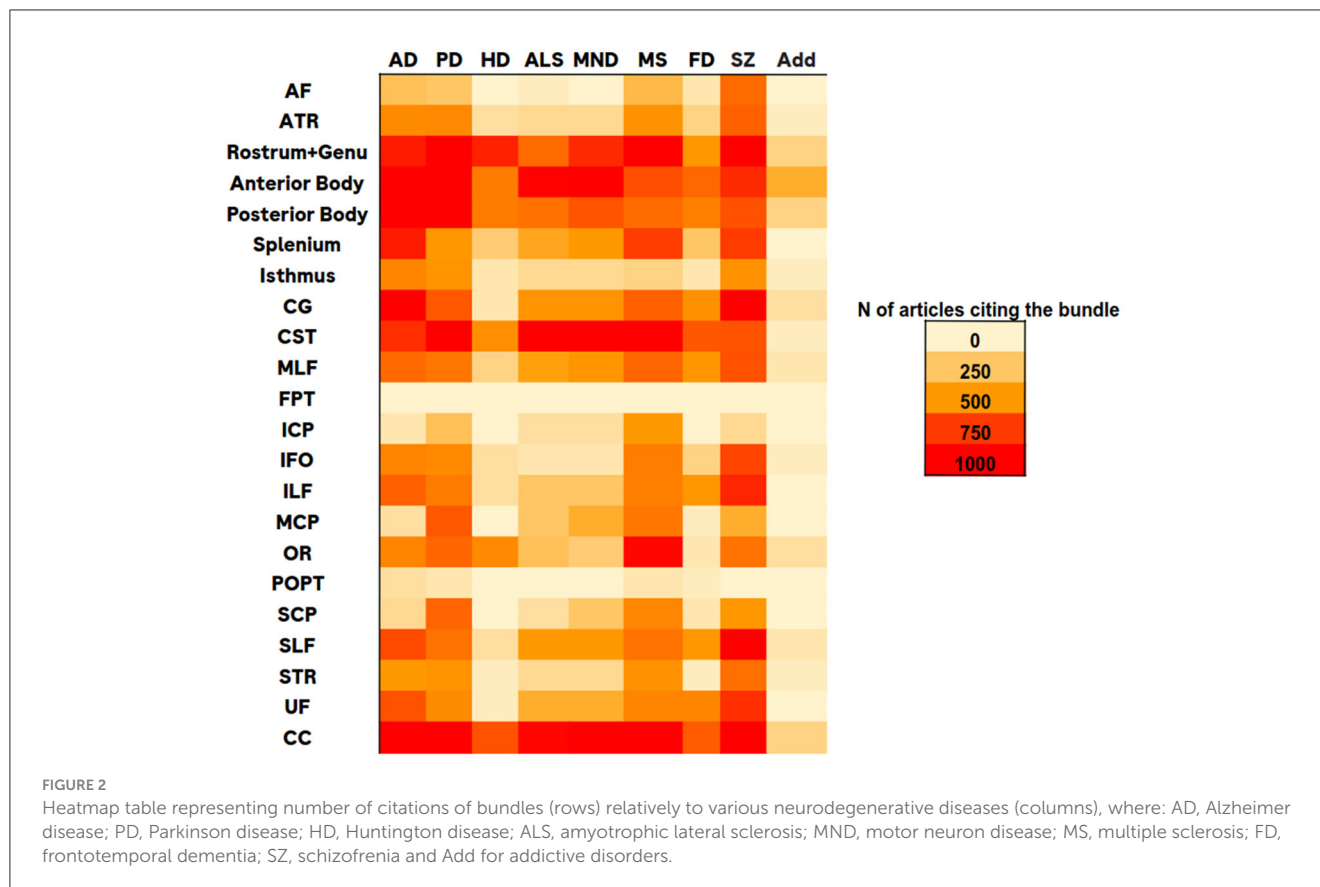 AD PD HD ALS MND MS FD SZ Add
AF
ATR
Rostrum+Genu
Anterior Body
Posterior Body
Splenium
Isthmus
CG
CST
MLF
FPT
ICP
IFO
ILF
MCP
OR
POPT
SCP
SLF
STR
UF
CC
N of articles citing the bundle
0
250
500
750
1000
FIGURE 2
Heatmap table representing number of citations of bundles (rows) relatively to various neurodegenerative diseases (columns), where: AD, Alzheimer
disease; PD, Parkinson disease; HD, Huntington disease; ALS, amyotrophic lateral sclerosis; MND, motor neuron disease; MS, multiple sclerosis; FD,
frontotemporal dementia; SZ, schizofrenia and Add for addictive disorders.